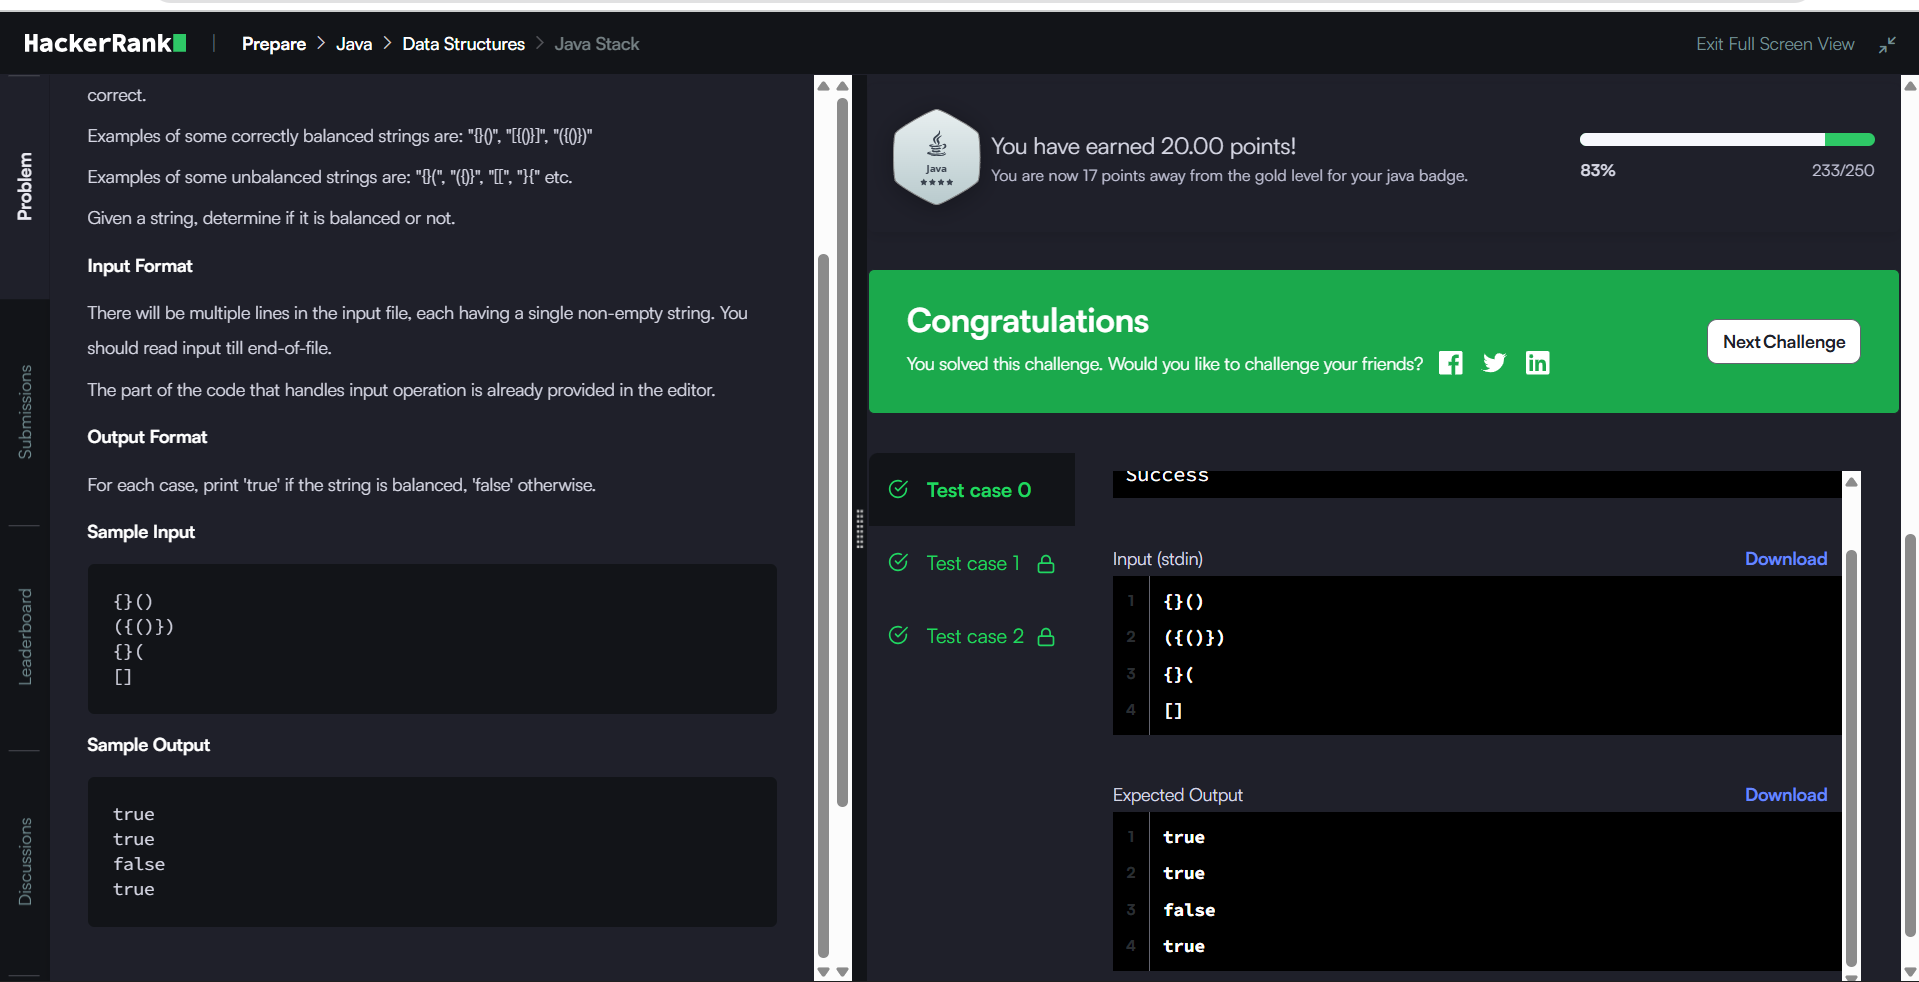 HackerRank
Prepare > Java > Data Structures > Java Stack
Exit Full Screen View
Problem
Submissions
Leaderboard
Discussions
correct.
Examples of some correctly balanced strings are: "{}()", "[{()}]", "({()})"
Examples of some unbalanced strings are: "{}(", "({)}", "[[", "}{" etc.
Given a string, determine if it is balanced or not.
Input Format
There will be multiple lines in the input file, each having a single non-empty string. You
should read input till end-of-file.
The part of the code that handles input operation is already provided in the editor.
Output Format
For each case, print 'true' if the string is balanced, 'false' otherwise.
Sample Input
{}()
({()})
{}(
[]
Sample Output
true
true
false
true
Java
You have earned 20.00 points!
You are now 17 points away from the gold level for your java badge.
83%
233/250
Congratulations
You solved this challenge. Would you like to challenge your friends?
Next Challenge
Test case 0
Test case 1
Test case 2
Success
Input (stdin)
Download
1 {}()
2 ({()})
3 {}(
4 []
Expected Output
Download
1 true
2 true
3 false
4 true